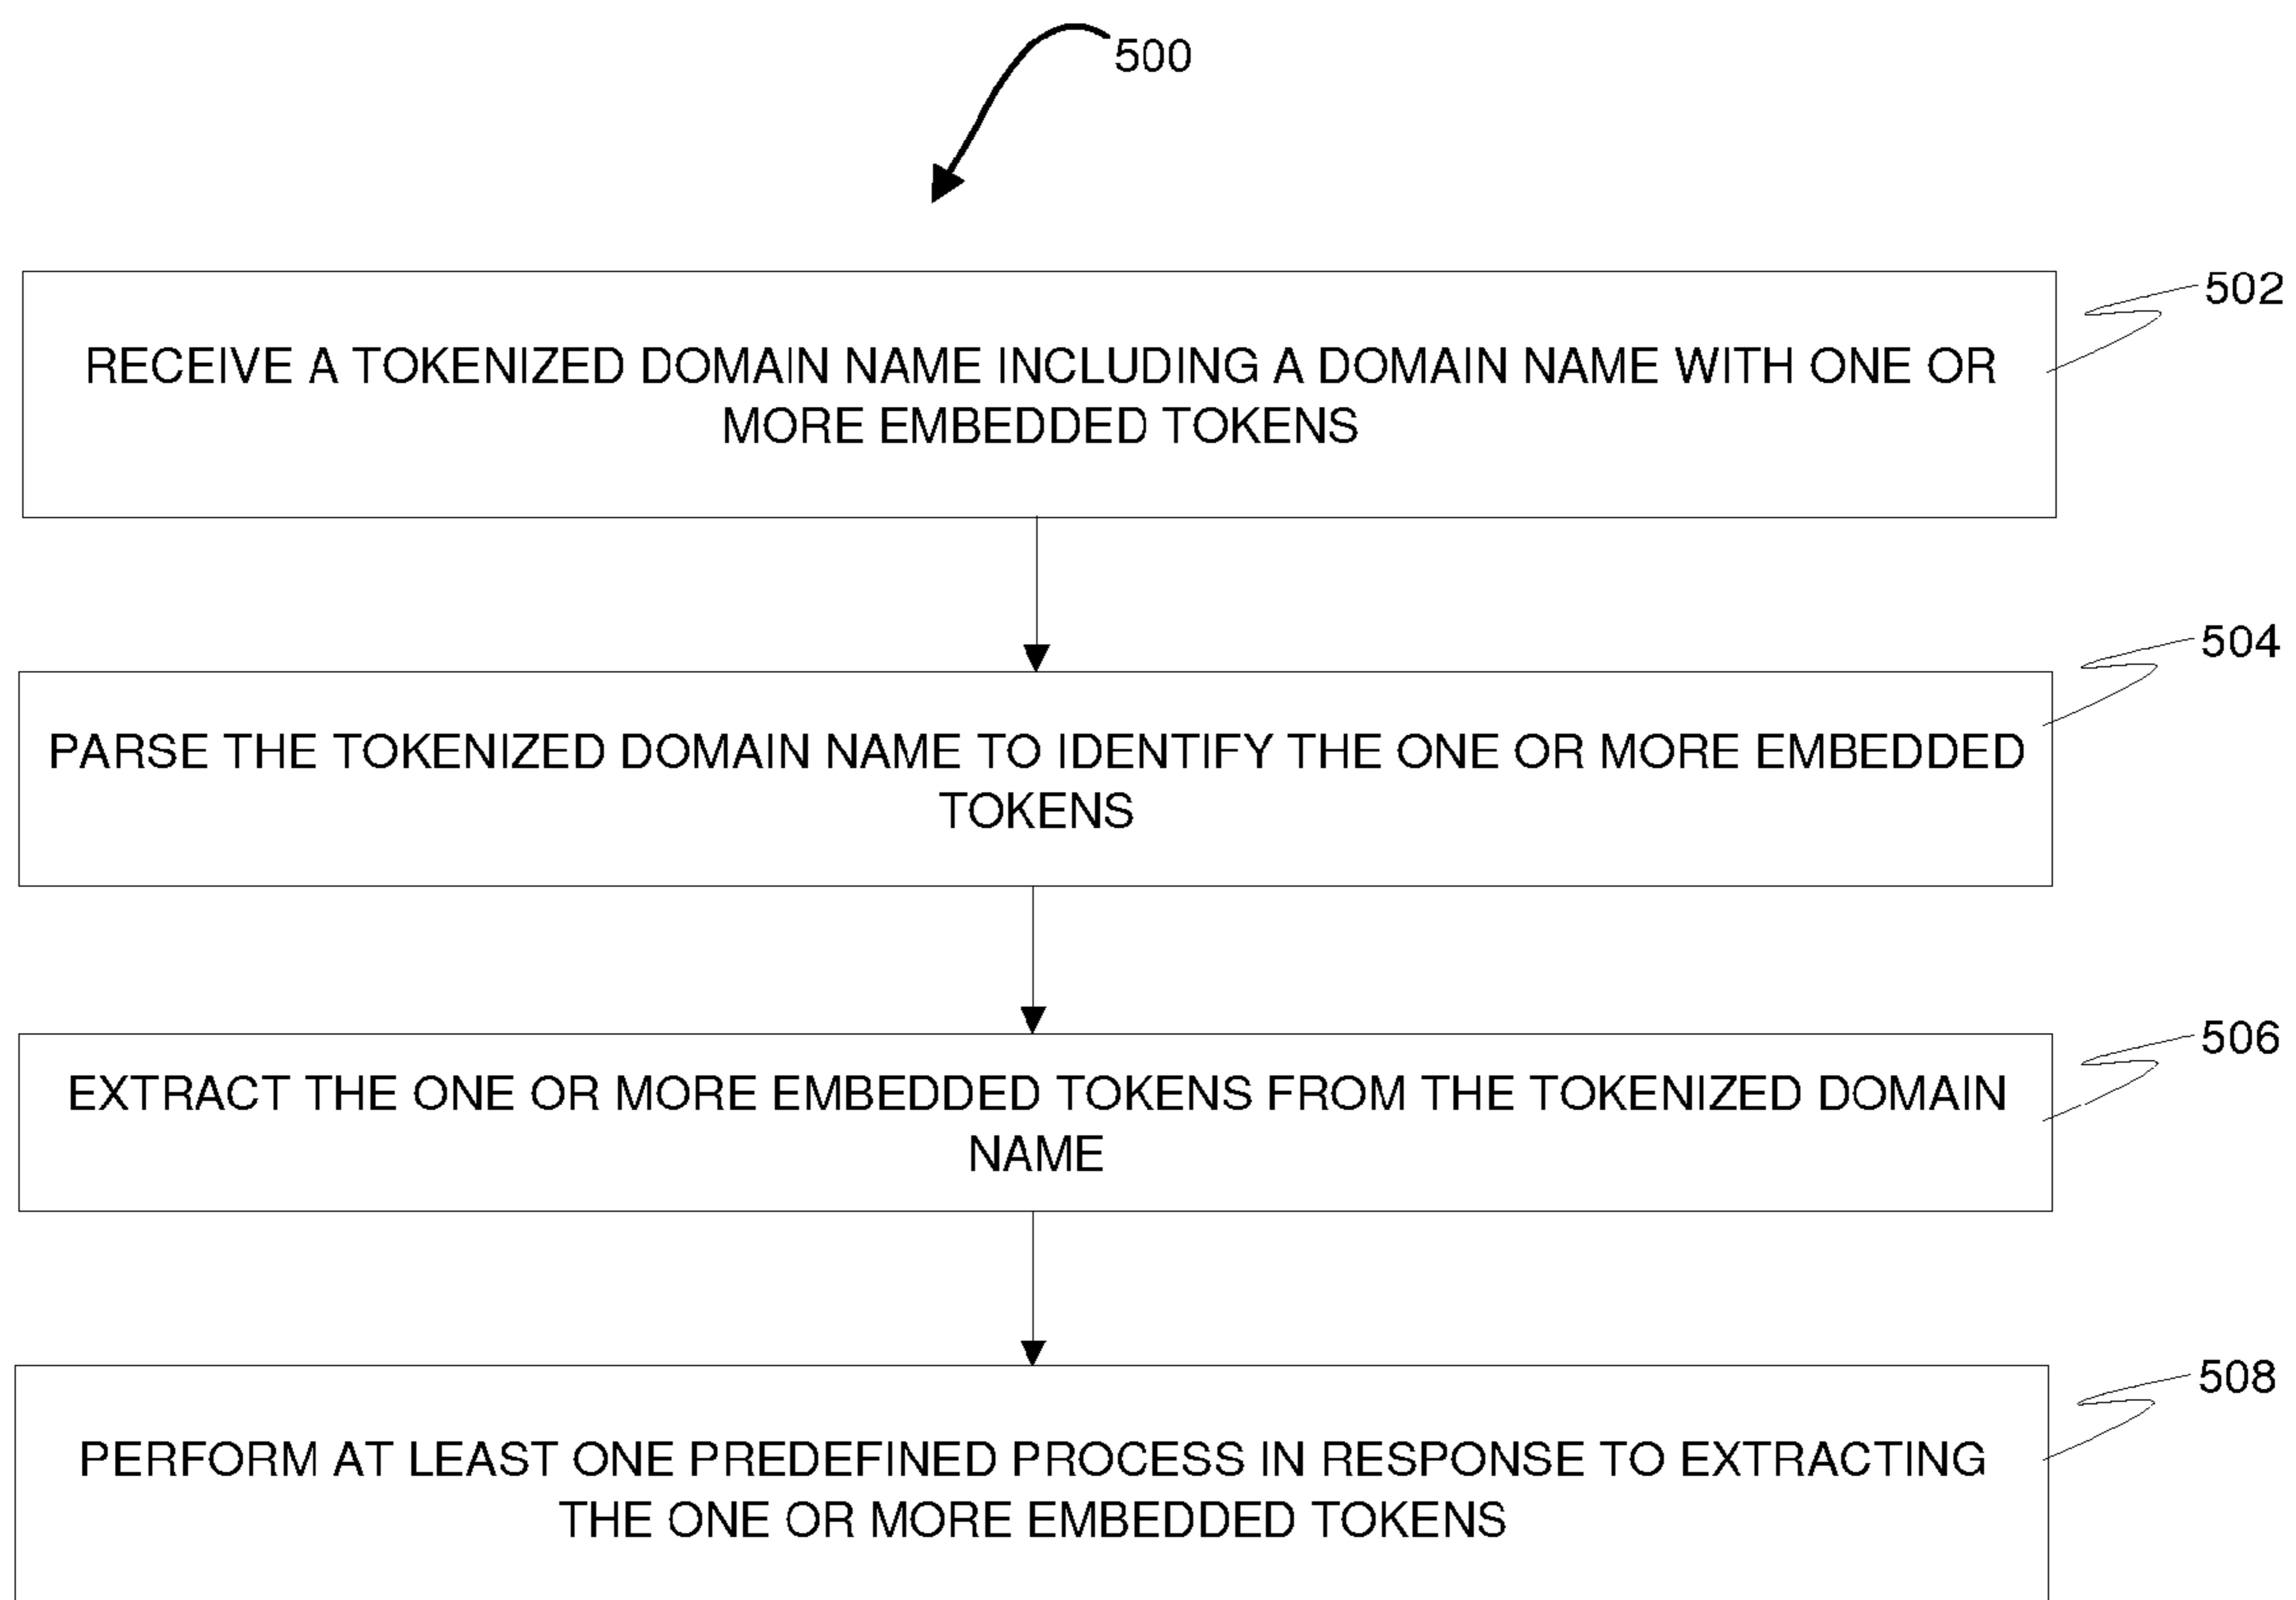 500
502
RECEIVE A TOKENIZED DOMAIN NAME INCLUDING A DOMAIN NAME WITH ONE OR
MORE EMBEDDED TOKENS
504
PARSE THE TOKENIZED DOMAIN NAME TO IDENTIFY THE ONE OR MORE EMBEDDED
TOKENS
506
EXTRACT THE ONE OR MORE EMBEDDED TOKENS FROM THE TOKENIZED DOMAIN
NAME
508
PERFORM AT LEAST ONE PREDEFINED PROCESS IN RESPONSE TO EXTRACTING
THE ONE OR MORE EMBEDDED TOKENS